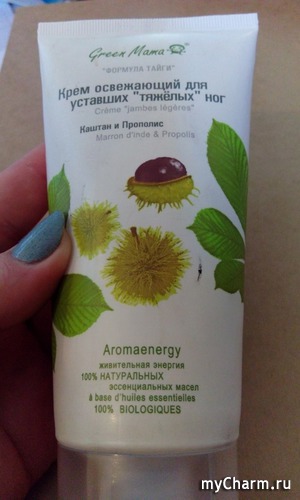 Green Mama
"ФОРМУЛА ТАЙГИ"
Крем освежающий для
уставших "тяжёлых" ног
Crème "jambes légères"
Каштан и Прополис
Marron d'inde & Propolis
Aromaenergy
живительная энергия
100% НАТУРАЛЬНЫХ
эссенциальных масел
à base d'huiles essentielles
100% BIOLOGIQUES
myCharm.ru